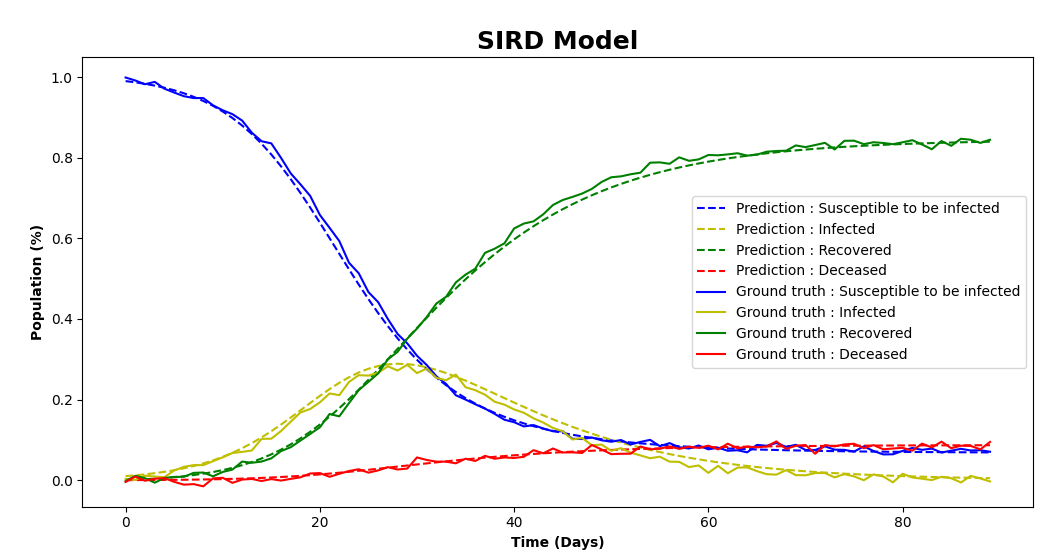 SIRD Model
Population (%)
1.0
0.8
0.6
0.4
0.2
0.0
Prediction : Susceptible to be infected
Prediction : Infected
Prediction : Recovered
Prediction : Deceased
Ground truth : Susceptible to be infected
Ground truth : Infected
Ground truth : Recovered
Ground truth : Deceased
0 20 40 60 80
Time (Days)